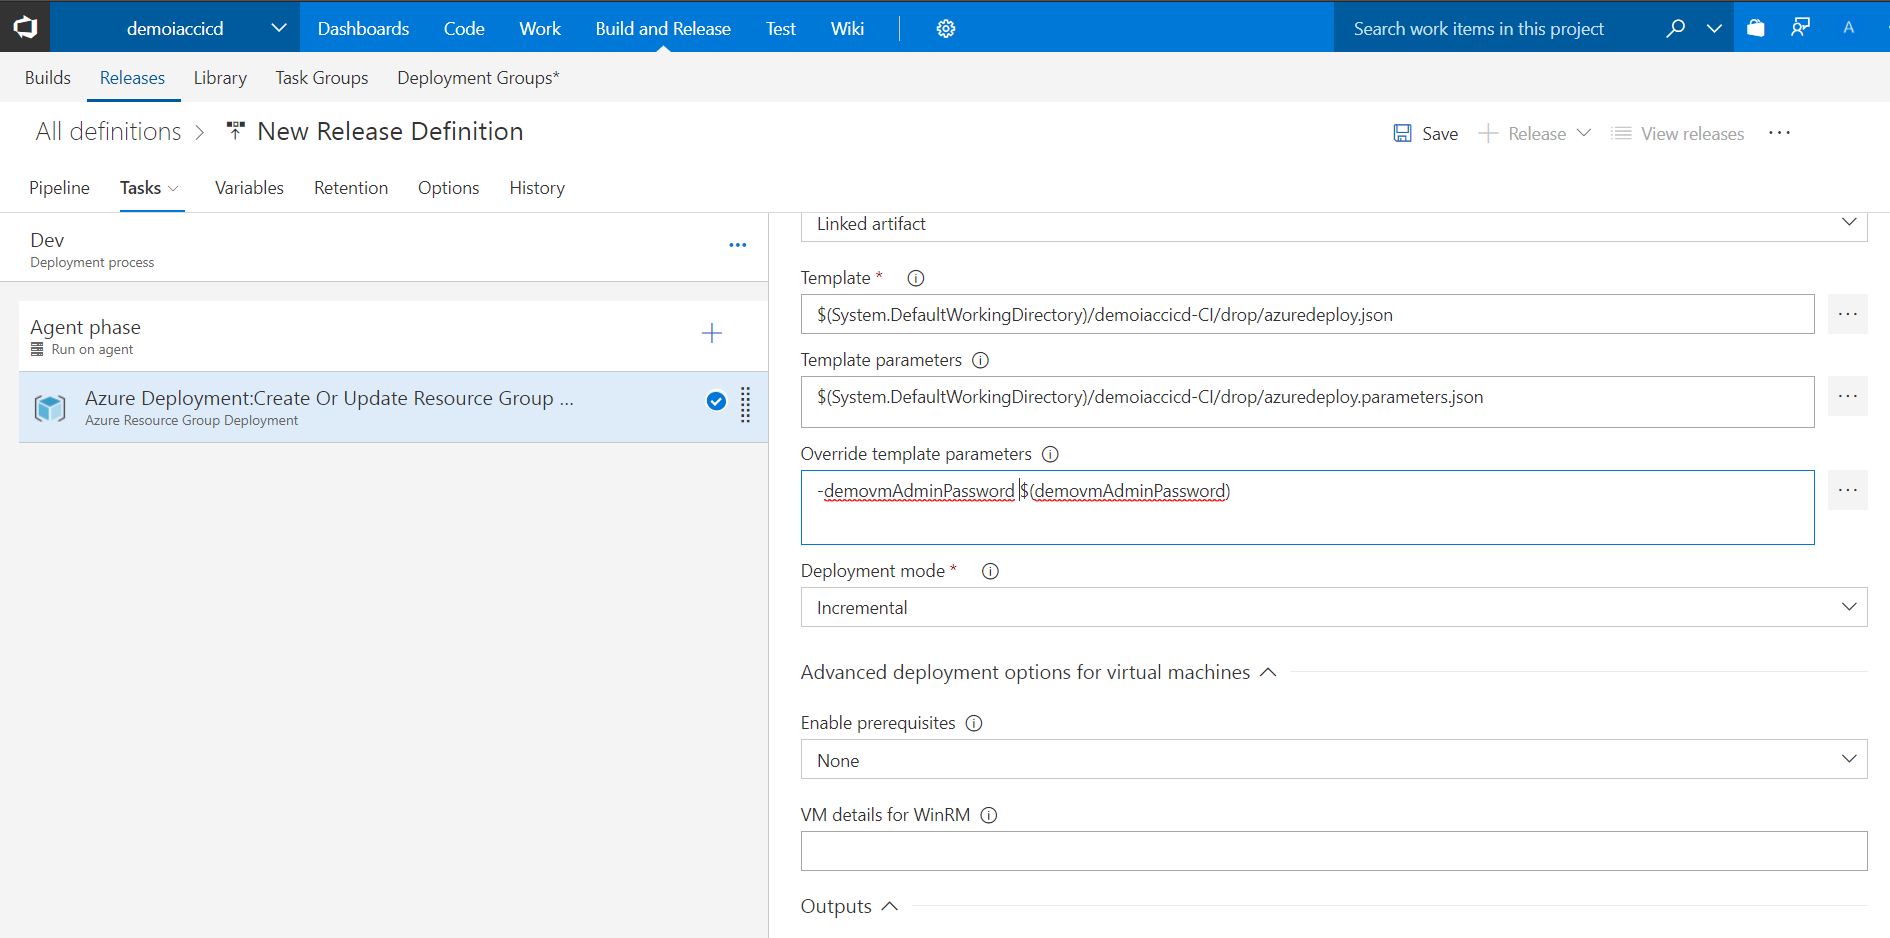 demoiaccicd Dashboards Code Work Build and Release Test Wiki Search work items in this project A
Builds Releases Library Task Groups Deployment Groups*
All definitions > New Release Definition Save Release View releases ...
Pipeline Tasks Variables Retention Options History
Dev
Deployment process
Agent phase
Run on agent
Azure Deployment:Create Or Update Resource Group ...
Azure Resource Group Deployment
Linked artifact
Template *
$(System.DefaultWorkingDirectory)/demoiaccicd-CI/drop/azuredeploy.json
Template parameters
$(System.DefaultWorkingDirectory)/demoiaccicd-CI/drop/azuredeploy.parameters.json
Override template parameters
-demovmAdminPassword $(demovmAdminPassword)
Deployment mode *
Incremental
Advanced deployment options for virtual machines
Enable prerequisites
None
VM details for WinRM
Outputs